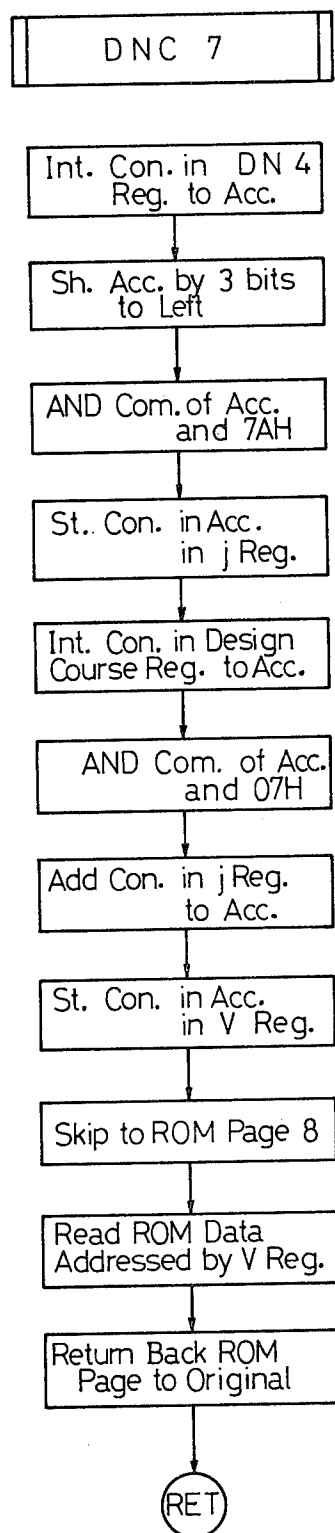 DNC 7
Int. Con. in DN 4
Reg. to Acc.
Sh. Acc. by 3 bits
to Left
AND Com. of Acc.
and 7AH
St. Con. in Acc.
in j Reg.
Int. Con. in Design
Course Reg. to Acc.
AND Com. of Acc.
and 07H
Add Con. in j Reg.
to Acc.
St. Con. in Acc.
in V Reg.
Skip to ROM Page 8
Read ROM Data
Addressed by V Reg.
Return Back ROM
Page to Original
RET